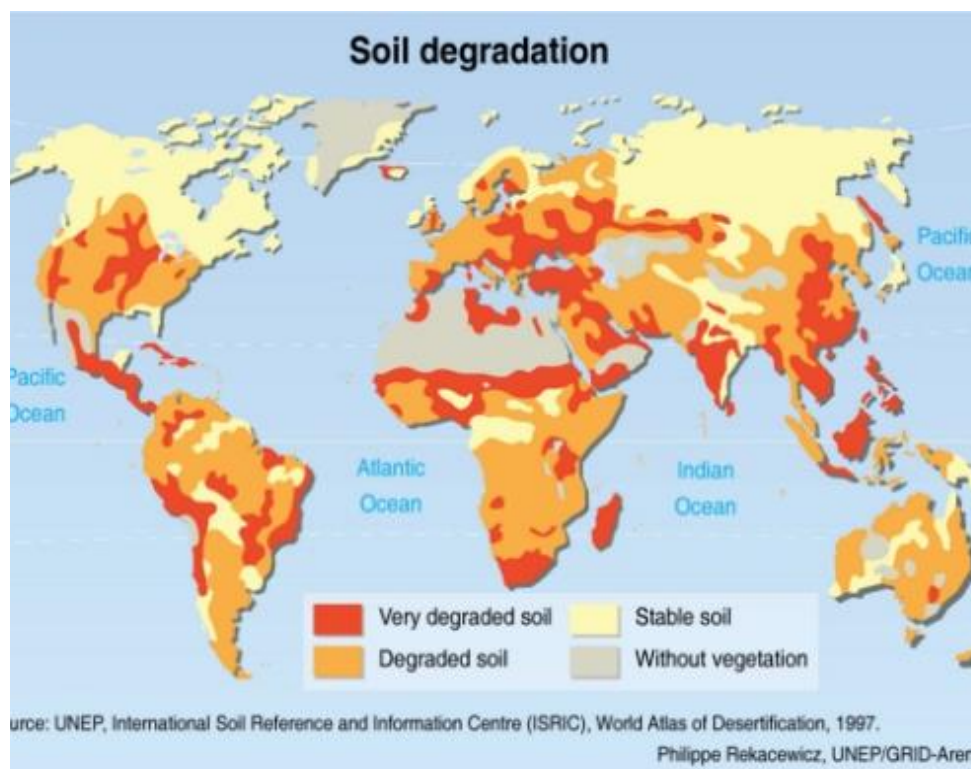 Soil degradation
Pacific
Ocean
Pacific
Ocean
Atlantic
Ocean
Indian
Ocean
Very degraded soil
Stable soil
Degraded soil
Without vegetation
urce: UNEP, International Soil Reference and Information Centre (ISRIC), World Atlas of Desertification, 1997.
Philippe Rekacewicz, UNEP/GRID-Aren